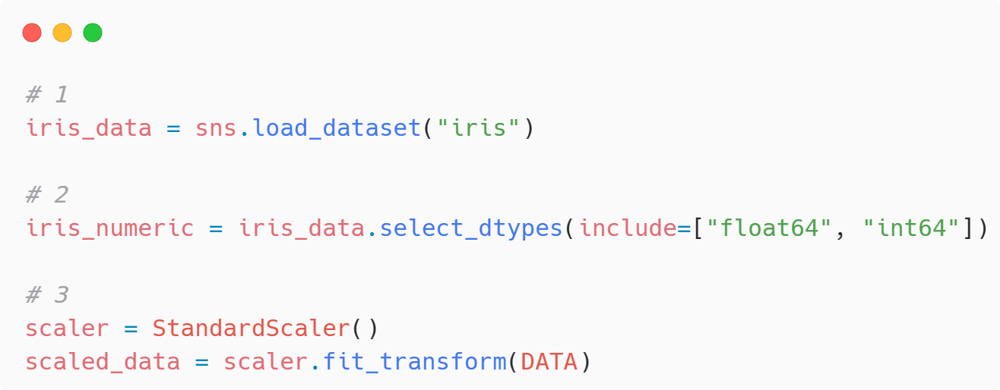 # 1
iris_data = sns.load_dataset("iris")
# 2
iris_numeric = iris_data.select_dtypes(include=["float64", "int64"])
# 3
scaler = StandardScaler()
scaled_data = scaler.fit_transform(DATA)